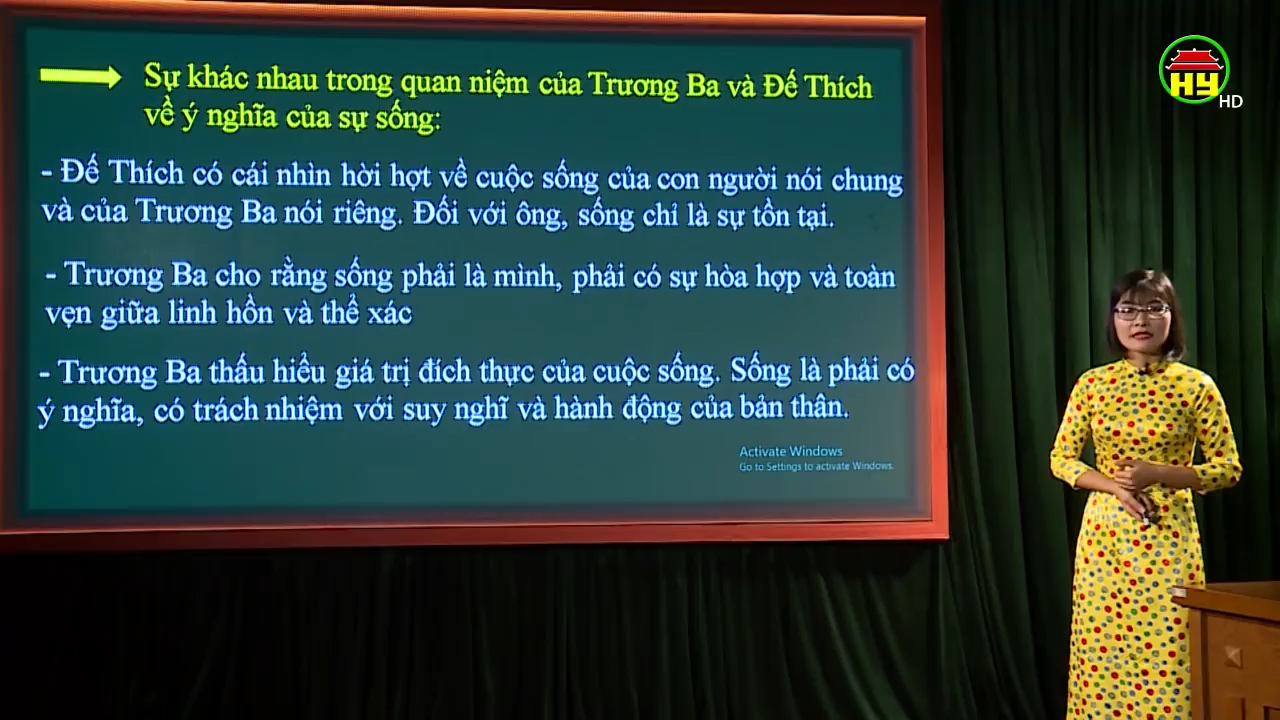 Sự khác nhau trong quan niệm của Trương Ba và Đế Thích
về ý nghĩa của sự sống:
- Đế Thích có cái nhìn hời hợt về cuộc sống của con người nói chung
và của Trương Ba nói riêng. Đối với ông, sống chỉ là sự tồn tại.
- Trương Ba cho rằng sống phải là mình, phải có sự hòa hợp và toàn
vẹn giữa linh hồn và thể xác
- Trương Ba thấu hiểu giá trị đích thực của cuộc sống. Sống là phải có
ý nghĩa, có trách nhiệm với suy nghĩ và hành động của bản thân.
Activate Windows
Go to Settings to activate Windows.
HY
HD